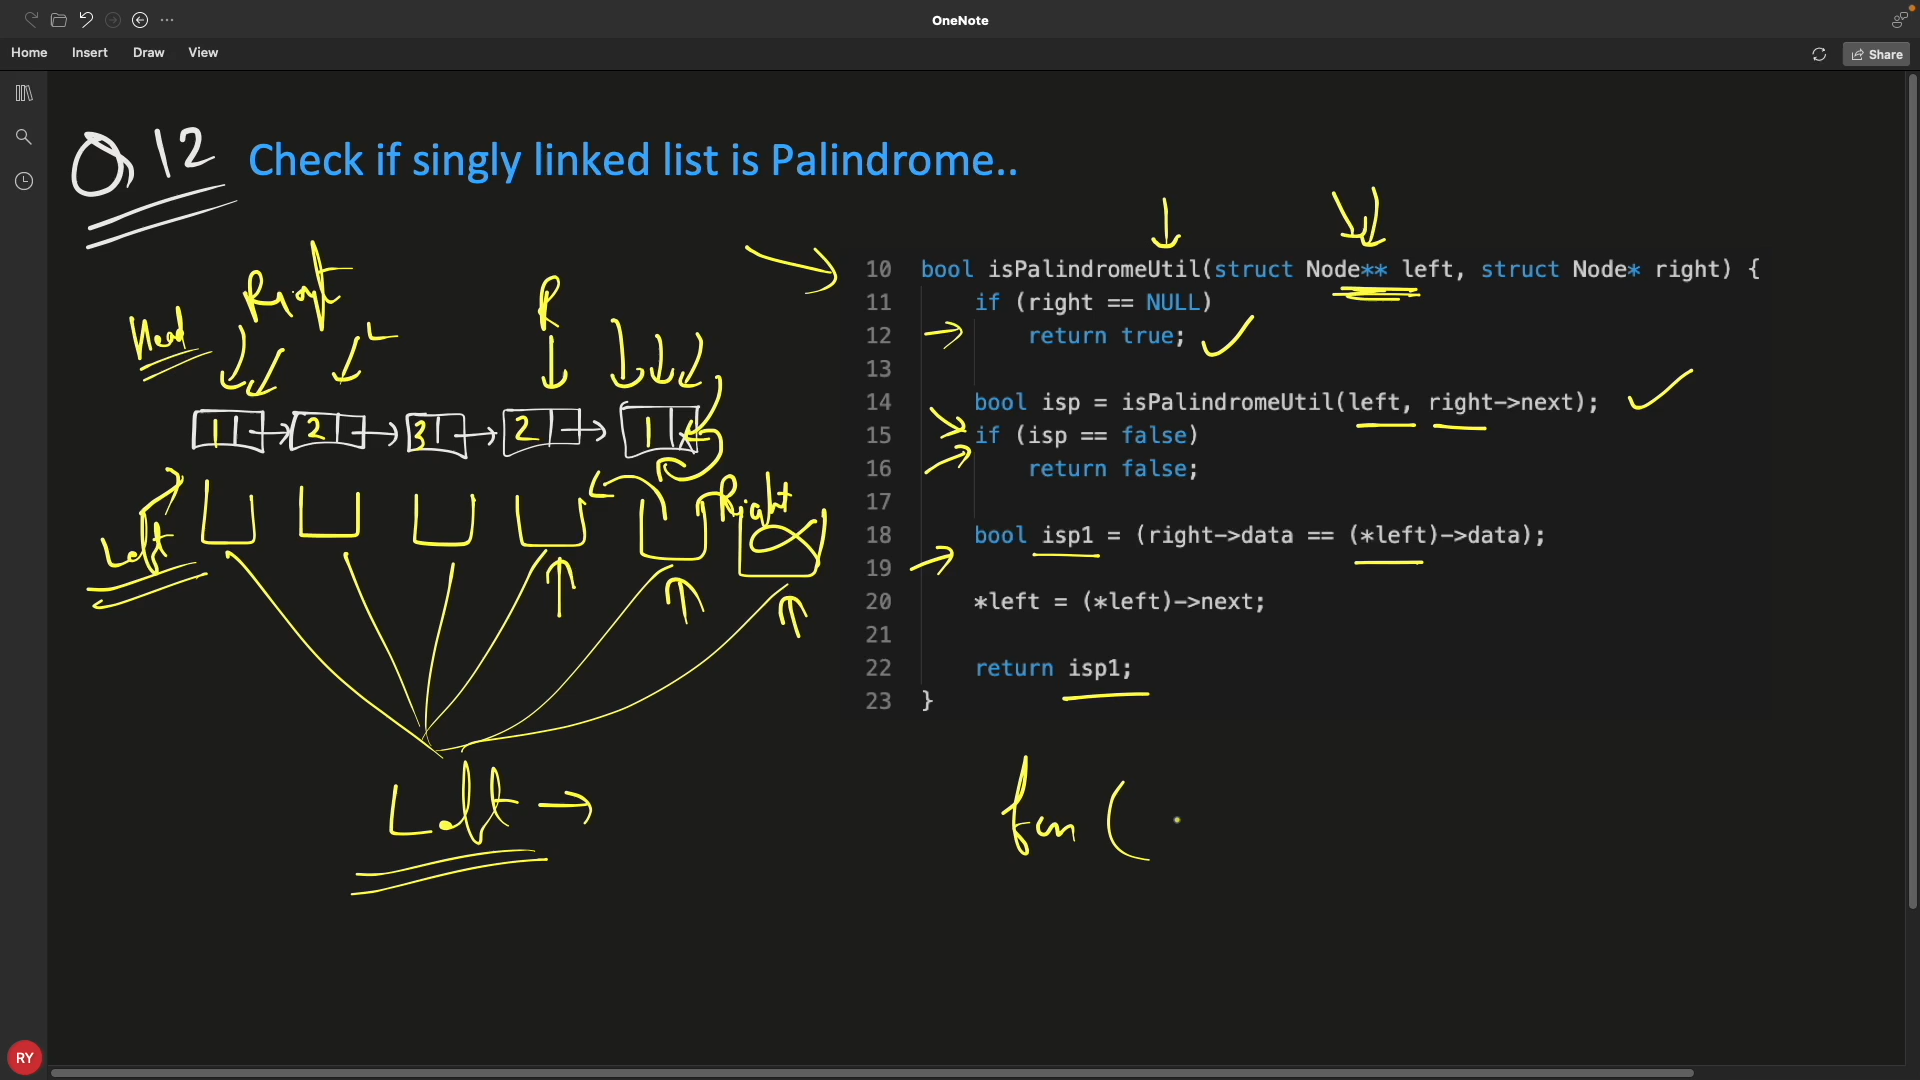 OneNote
Home Insert Draw View
Share
Q 12 Check if singly linked list is Palindrome..
Right
Head
R
L
1 2 3 2 1
Right
Left
Left →
10 bool isPalindromeUtil(struct Node** left, struct Node* right) {
11 if (right == NULL)
12 return true;
13
14 bool isp = isPalindromeUtil(left, right->next);
15 if (isp == false)
16 return false;
17
18 bool isp1 = (right->data == (*left)->data);
19
20 *left = (*left)->next;
21
22 return isp1;
23 }
fun (
RY